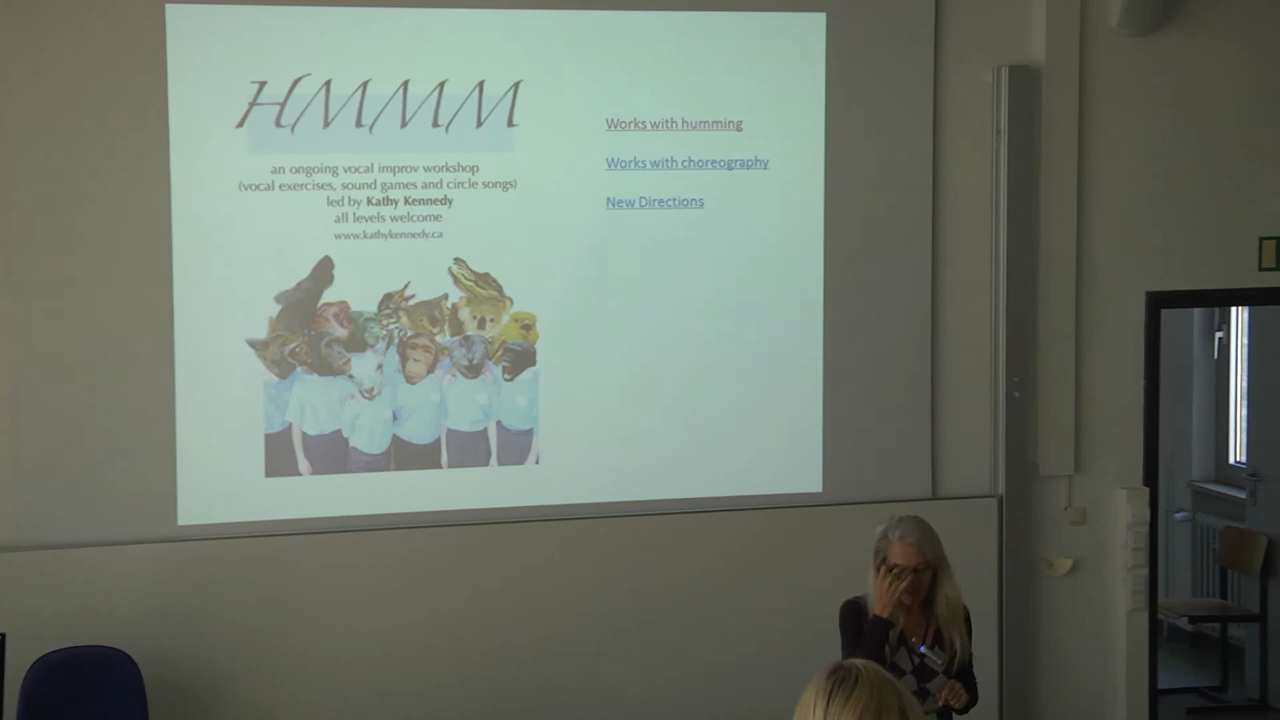 HMMM
an ongoing vocal improv workshop
(vocal exercises, sound games and circle songs)
led by Kathy Kennedy
all levels welcome
www.kathykennedy.ca
Works with humming
Works with choreography
New Directions